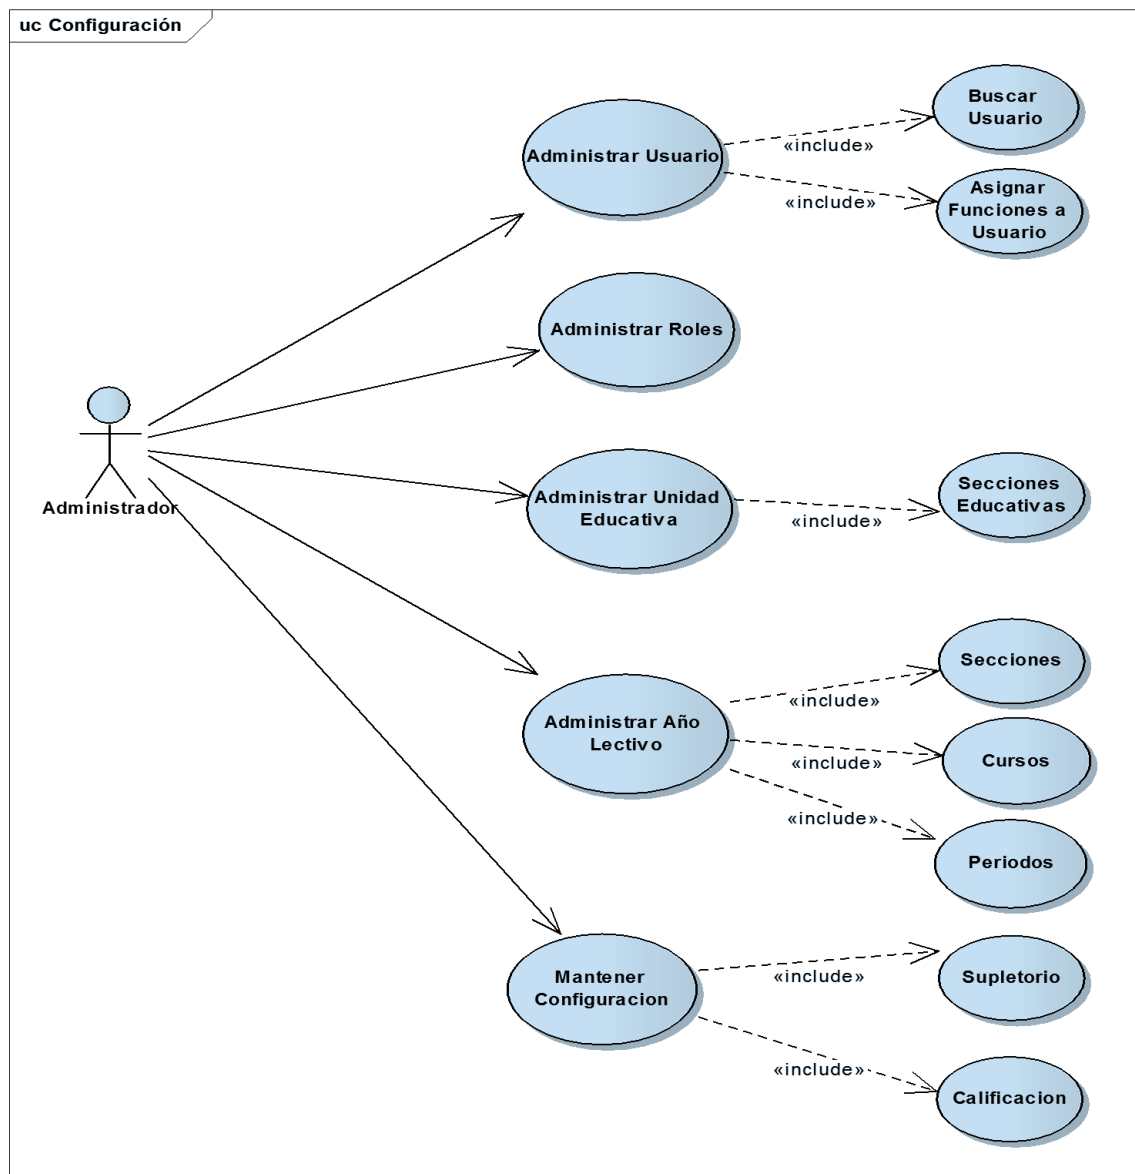 uc Configuración
Buscar
Usuario
Administrar Usuario
«include»
«include»
Asignar
Funciones a
Usuario
Administrar Roles
Administrador
Administrar Unidad
Educativa
«include»
Secciones
Educativas
Administrar Año
Lectivo
«include»
Secciones
«include»
Cursos
«include»
Periodos
Mantener
Configuracion
«include»
Supletorio
«include»
Calificacion